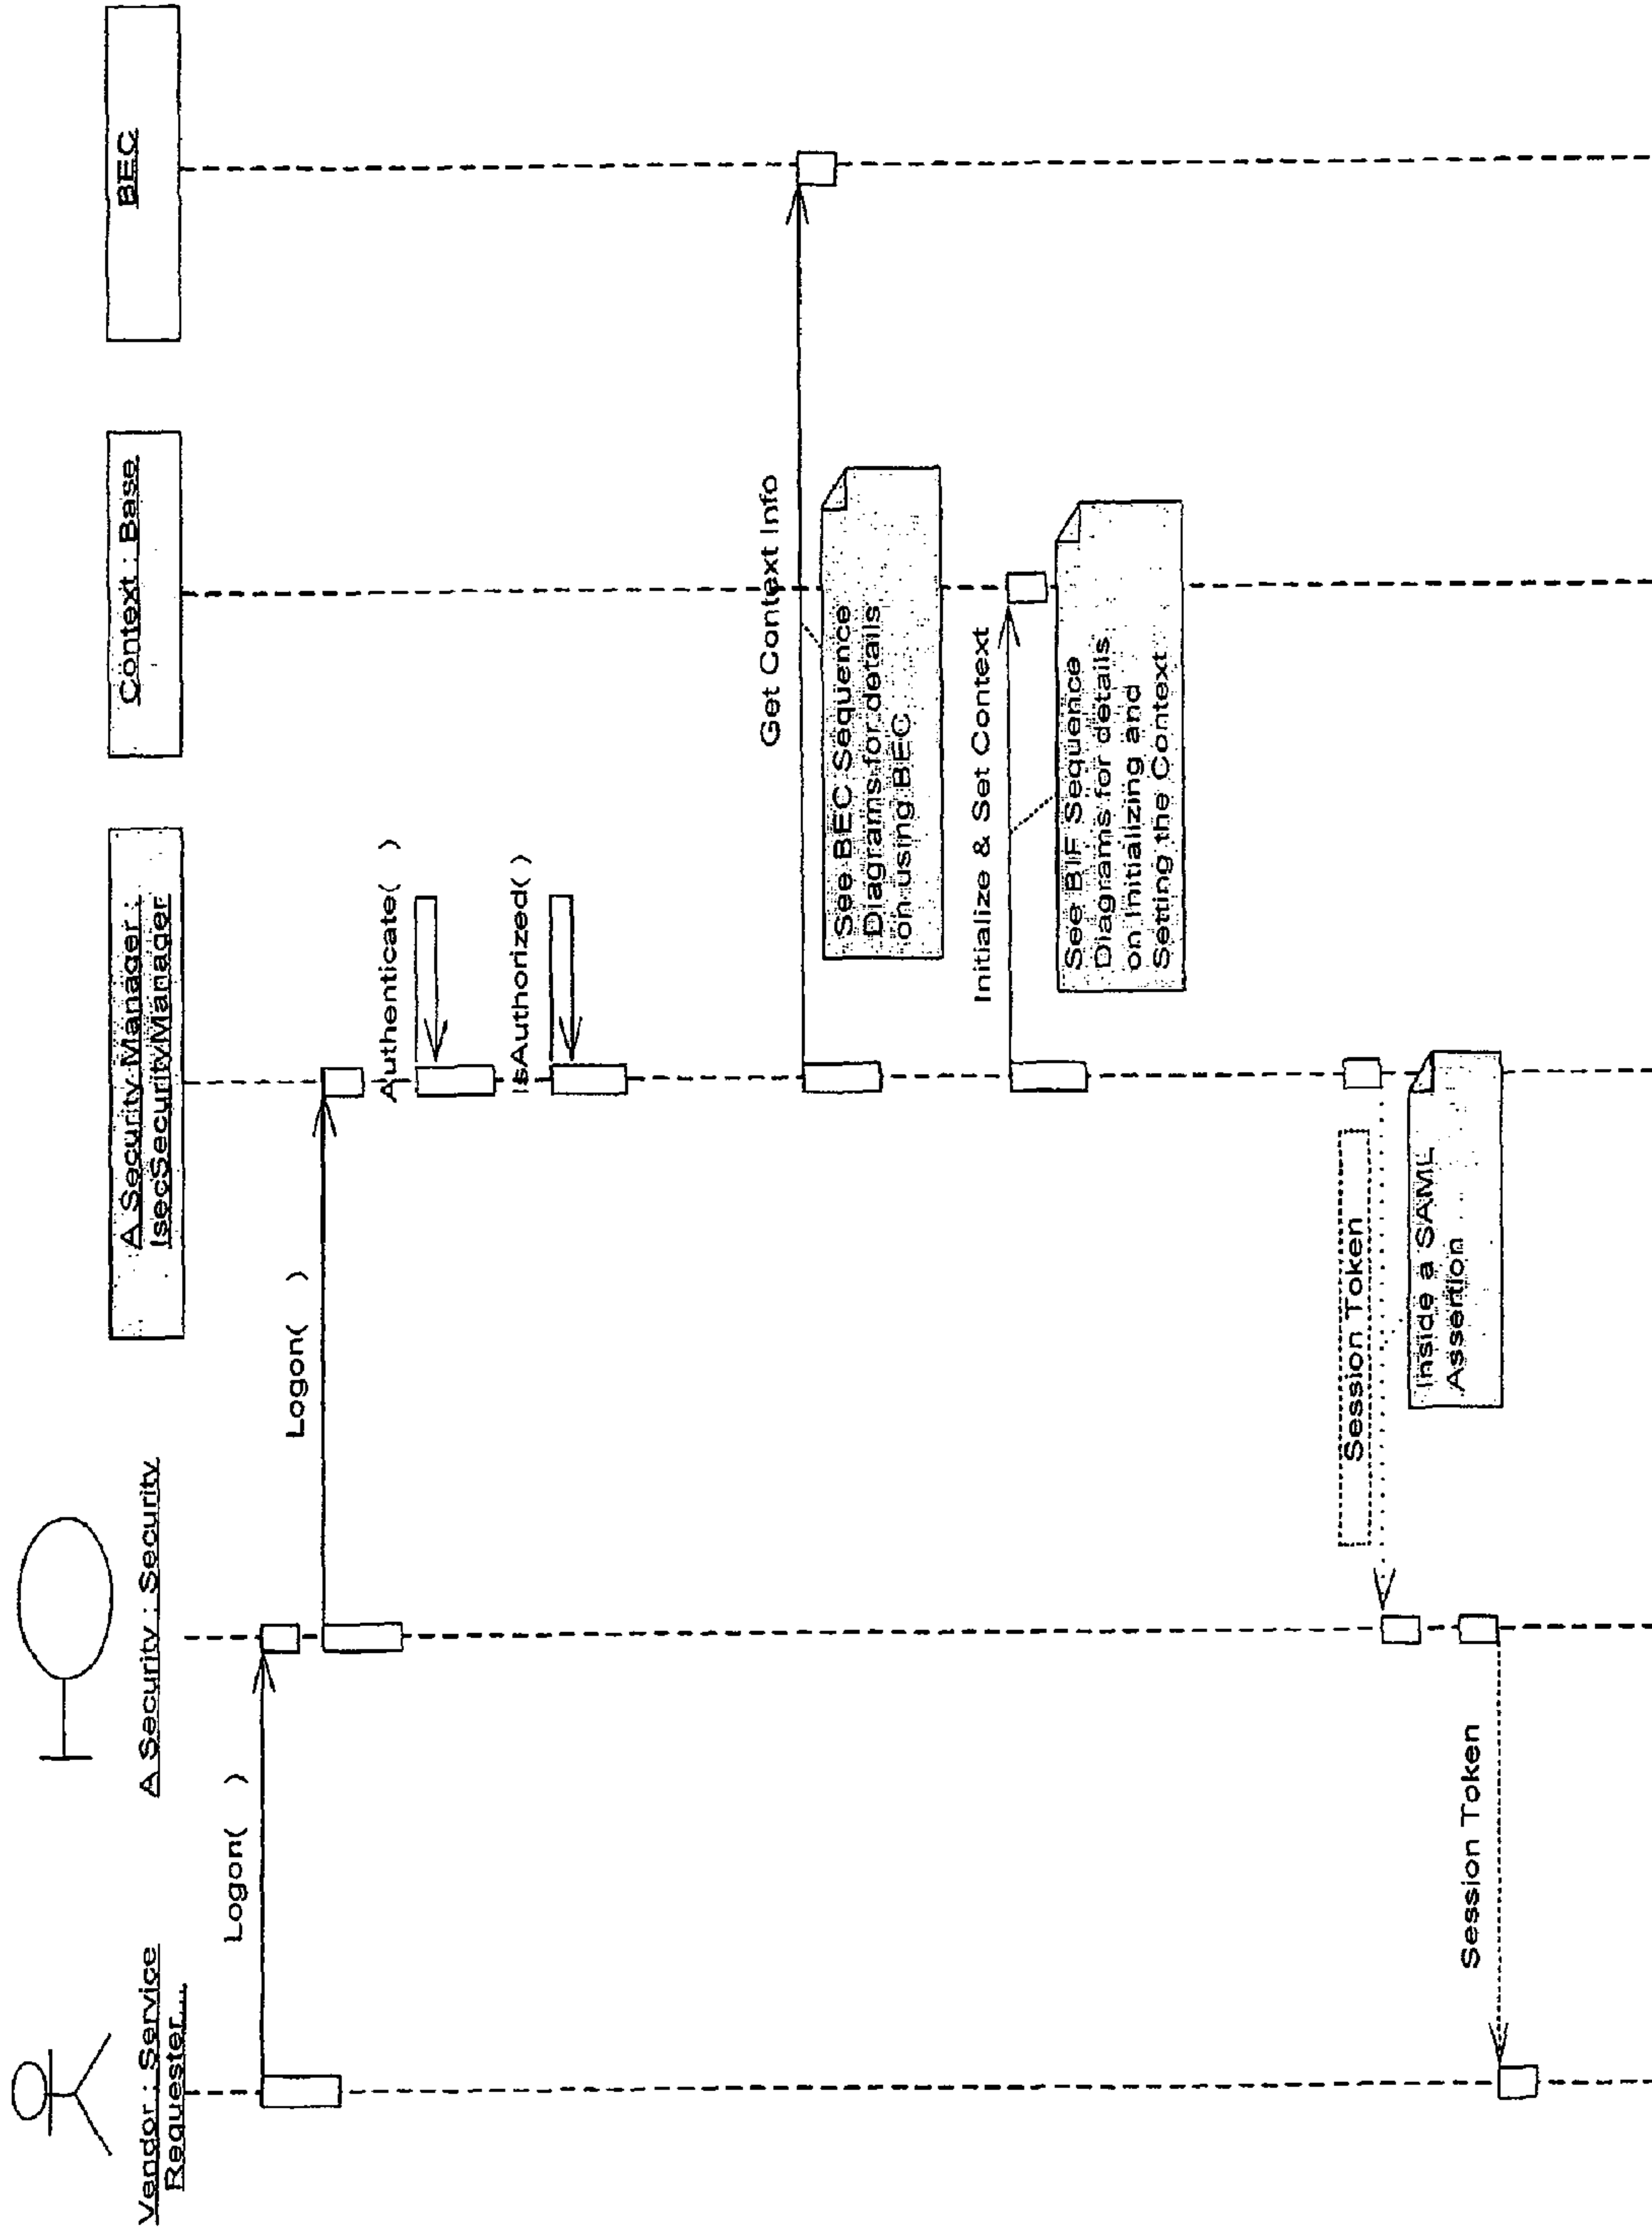 Vendor : Service
Requester...
A Security : Security
A Security Manager :
IsecSecurityManager
Context : Base
BEC
Logon(   )
Logon(   )
Authenticate( )
IsAuthorized( )
Get Context Info
See BEC Sequence
Diagrams for details
on using BEC
Initialize & Set Context
See BIF Sequence
Diagrams for details
on Initializing and
Setting the Context
Session Token
Inside a SAML
Assertion
Session Token